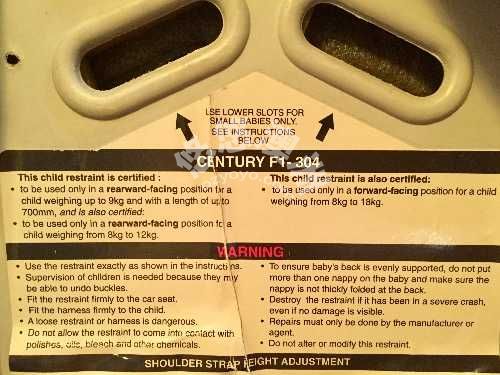 USE LOWER SLOTS FOR
SMALL BABIES ONLY.
SEE INSTRUCTIONS
BELOW
CENTURY F1-304
This child restraint is certified :
• to be used only in a rearward-facing position for a
child weighing up to 9kg and with a length of up to
700mm, and is also certified:
• to be used only in a rearward-facing position for a
child weighing from 8kg to 12kg.
This child restraint is also certified:
• to be used only in a forward-facing position for a child
weighing from 8kg to 18kg.
WARNING
• Use the restraint exactly as shown in the instructions.
• Supervision of children is needed because they may
be able to undo buckles.
• Fit the restraint firmly to the car seat.
• Fit the harness firmly to the child.
• A loose restraint or harness is dangerous.
• Do not allow the restraint to come into contact with
polishes, oils, bleach and other chemicals.
• To ensure baby's back is evenly supported, do not put
more than one nappy on the baby and make sure the
nappy is not thickly folded at the back.
• Destroy the restraint if it has been in a severe crash,
even if no damage is visible.
• Repairs must only be done by the manufacturer or
agent.
• Do not alter or modify this restraint.
SHOULDER STRAP HEIGHT ADJUSTMENT